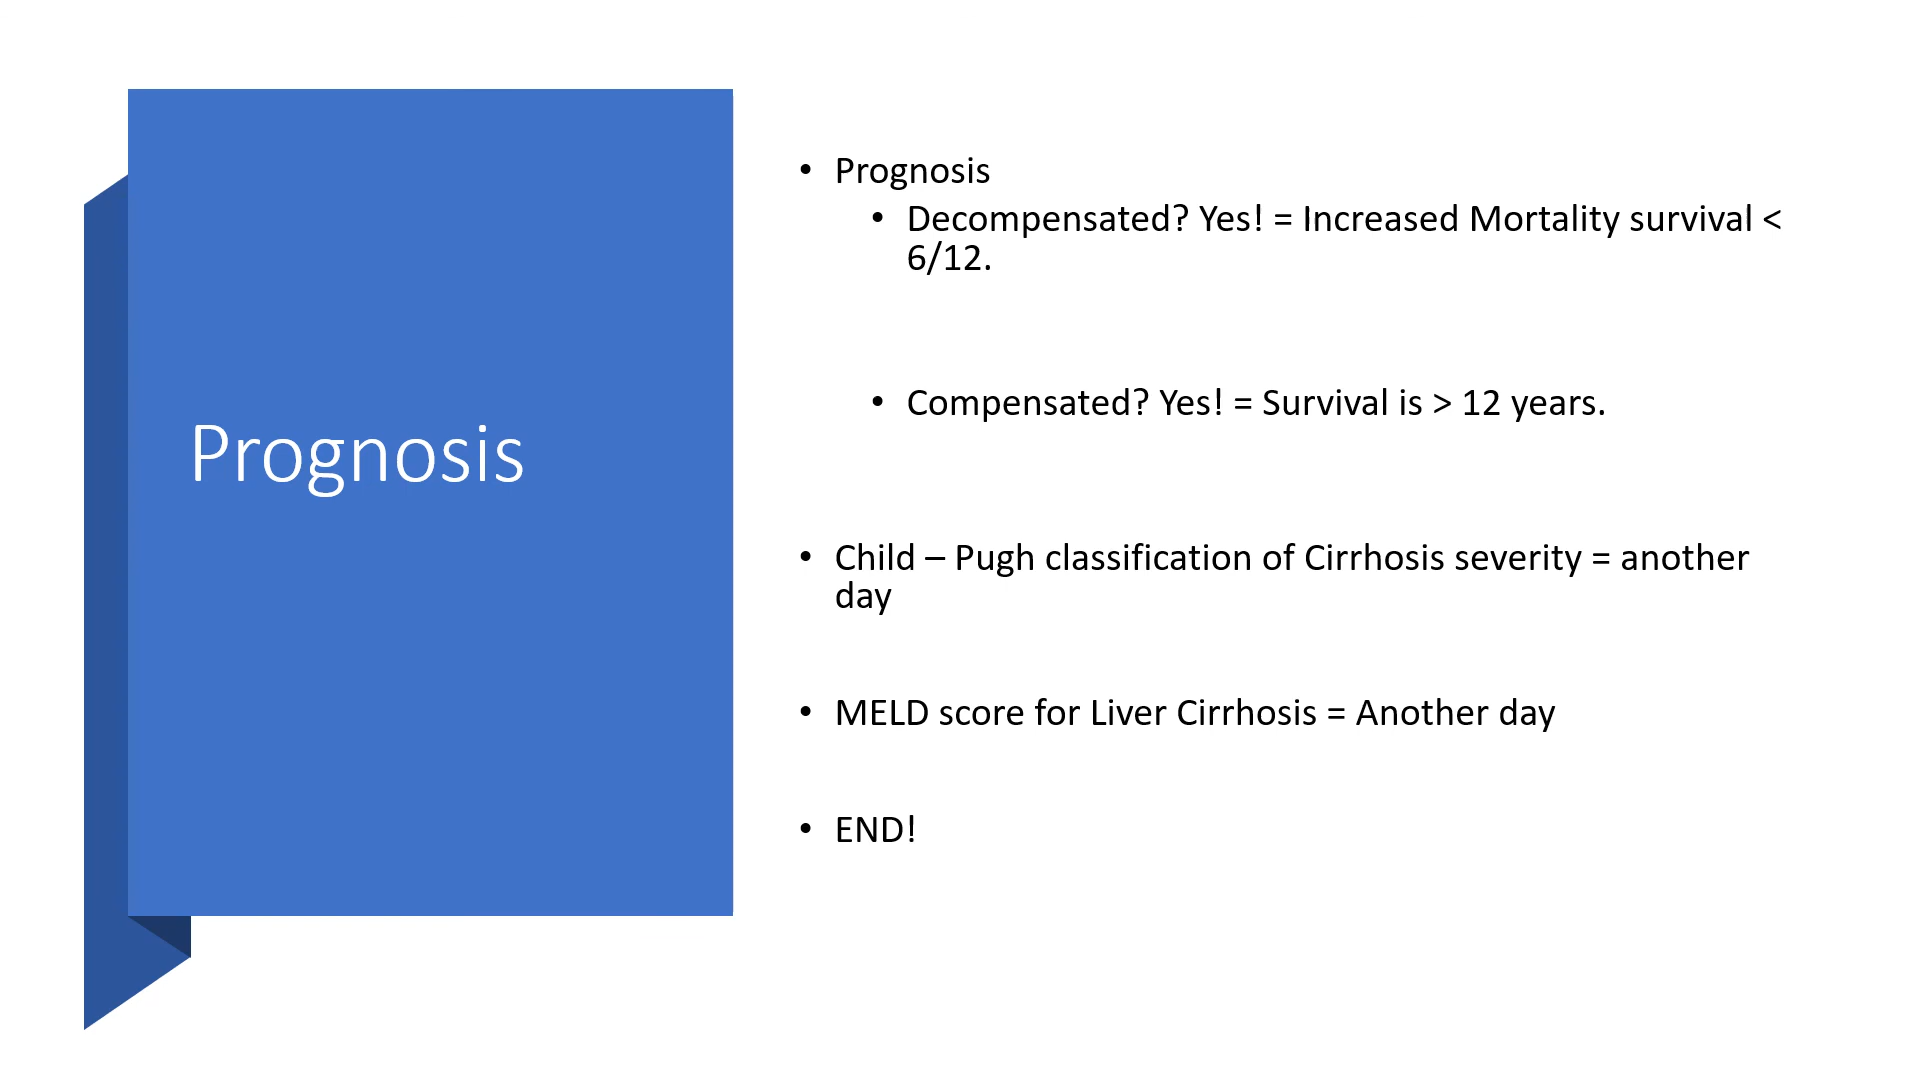 Prognosis
• Prognosis
• Decompensated? Yes! = Increased Mortality survival <
6/12.
• Compensated? Yes! = Survival is > 12 years.
• Child – Pugh classification of Cirrhosis severity = another
day
• MELD score for Liver Cirrhosis = Another day
• END!